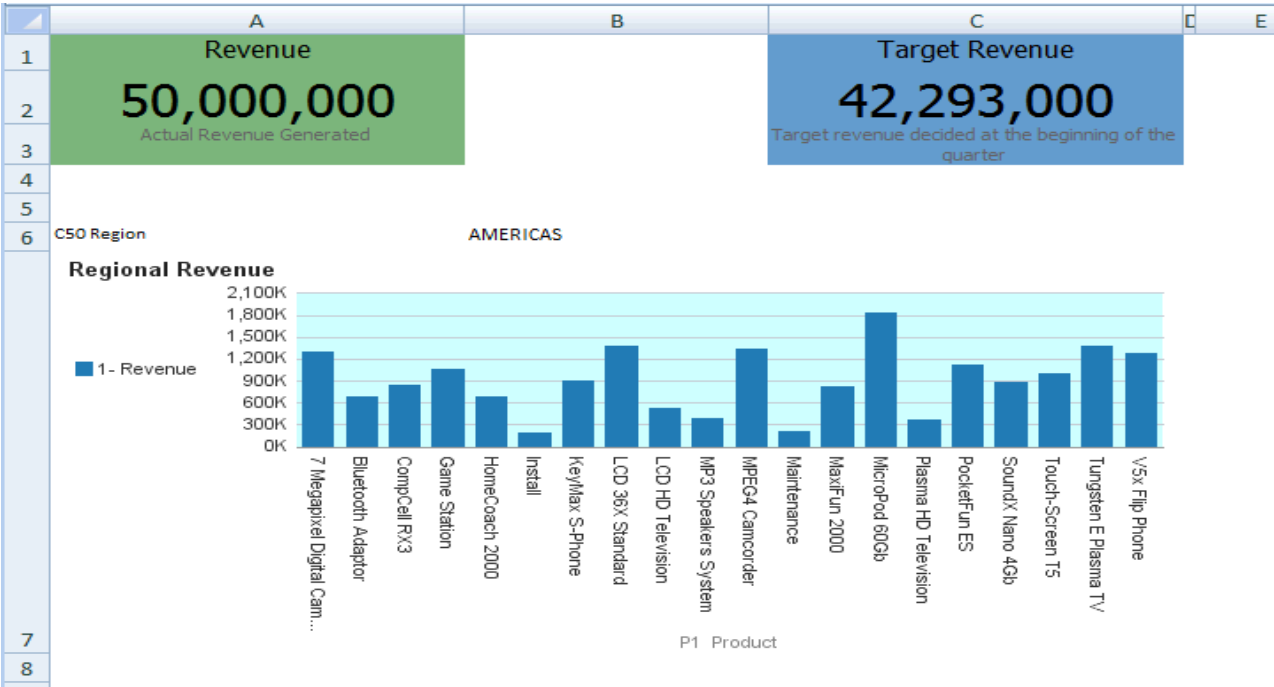 A B C D E
1 Revenue Target Revenue
2 50,000,000 42,293,000
Actual Revenue Generated Target revenue decided at the beginning of the
3 quarter
4
5
6 C50 Region AMERICAS
Regional Revenue
2,100K
1,800K
1,500K
1,200K
1- Revenue
900K
600K
300K
0K
7 Megapixel Digital Cam...
Bluetooth Adaptor
CompCell RX3
Game Station
HomeCoach 2000
Install
KeyMax S-Phone
LCD 36X Standard
LCD HD Television
MP3 Speakers System
MPEG4 Camcorder
Maintenance
MaxiFun 2000
MicroPod 60Gb
Plasma HD Television
PocketFun ES
SoundX Nano 4Gb
Touch-Screen T5
Tungsten E Plasma TV
V5x Flip Phone
7 P1 Product
8